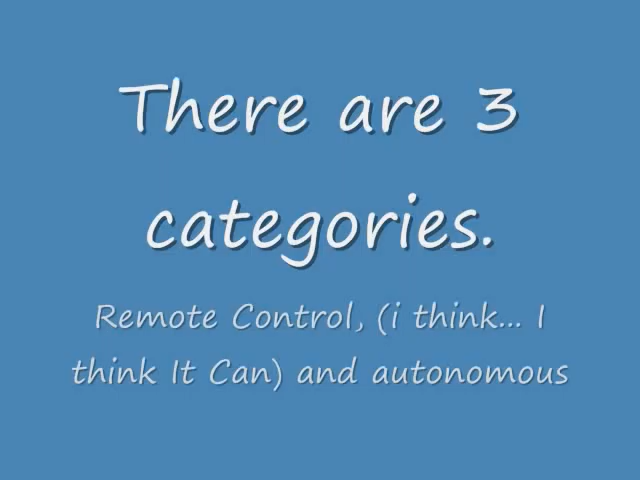 There are 3
categories.
Remote Control, (i think... I
think It Can) and autonomous